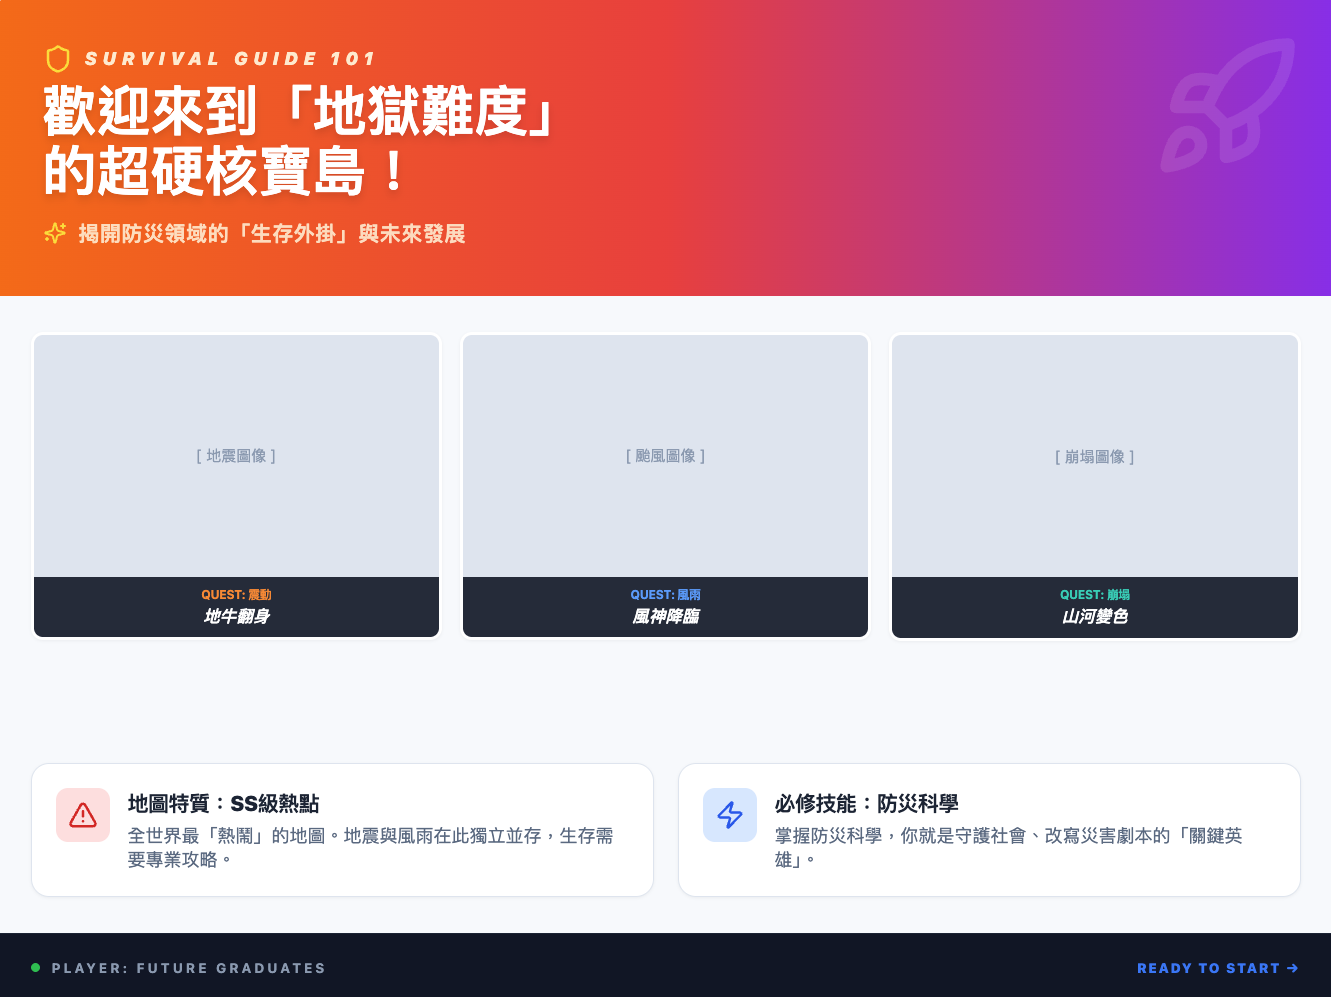 SURVIVAL GUIDE 101
歡迎來到「地獄難度」
的超硬核寶島！
揭開防災領域的「生存外掛」與未來發展
[ 地震圖像 ]
[ 颱風圖像 ]
[ 崩塌圖像 ]
QUEST: 震動
地牛翻身
QUEST: 風雨
風神降臨
QUEST: 崩塌
山河變色
地圖特質：SS級熱點
全世界最「熱鬧」的地圖。地震與風雨在此獨立並存，生存需
要專業攻略。
必修技能：防災科學
掌握防災科學，你就是守護社會、改寫災害劇本的「關鍵英
雄」。
PLAYER: FUTURE GRADUATES
READY TO START →